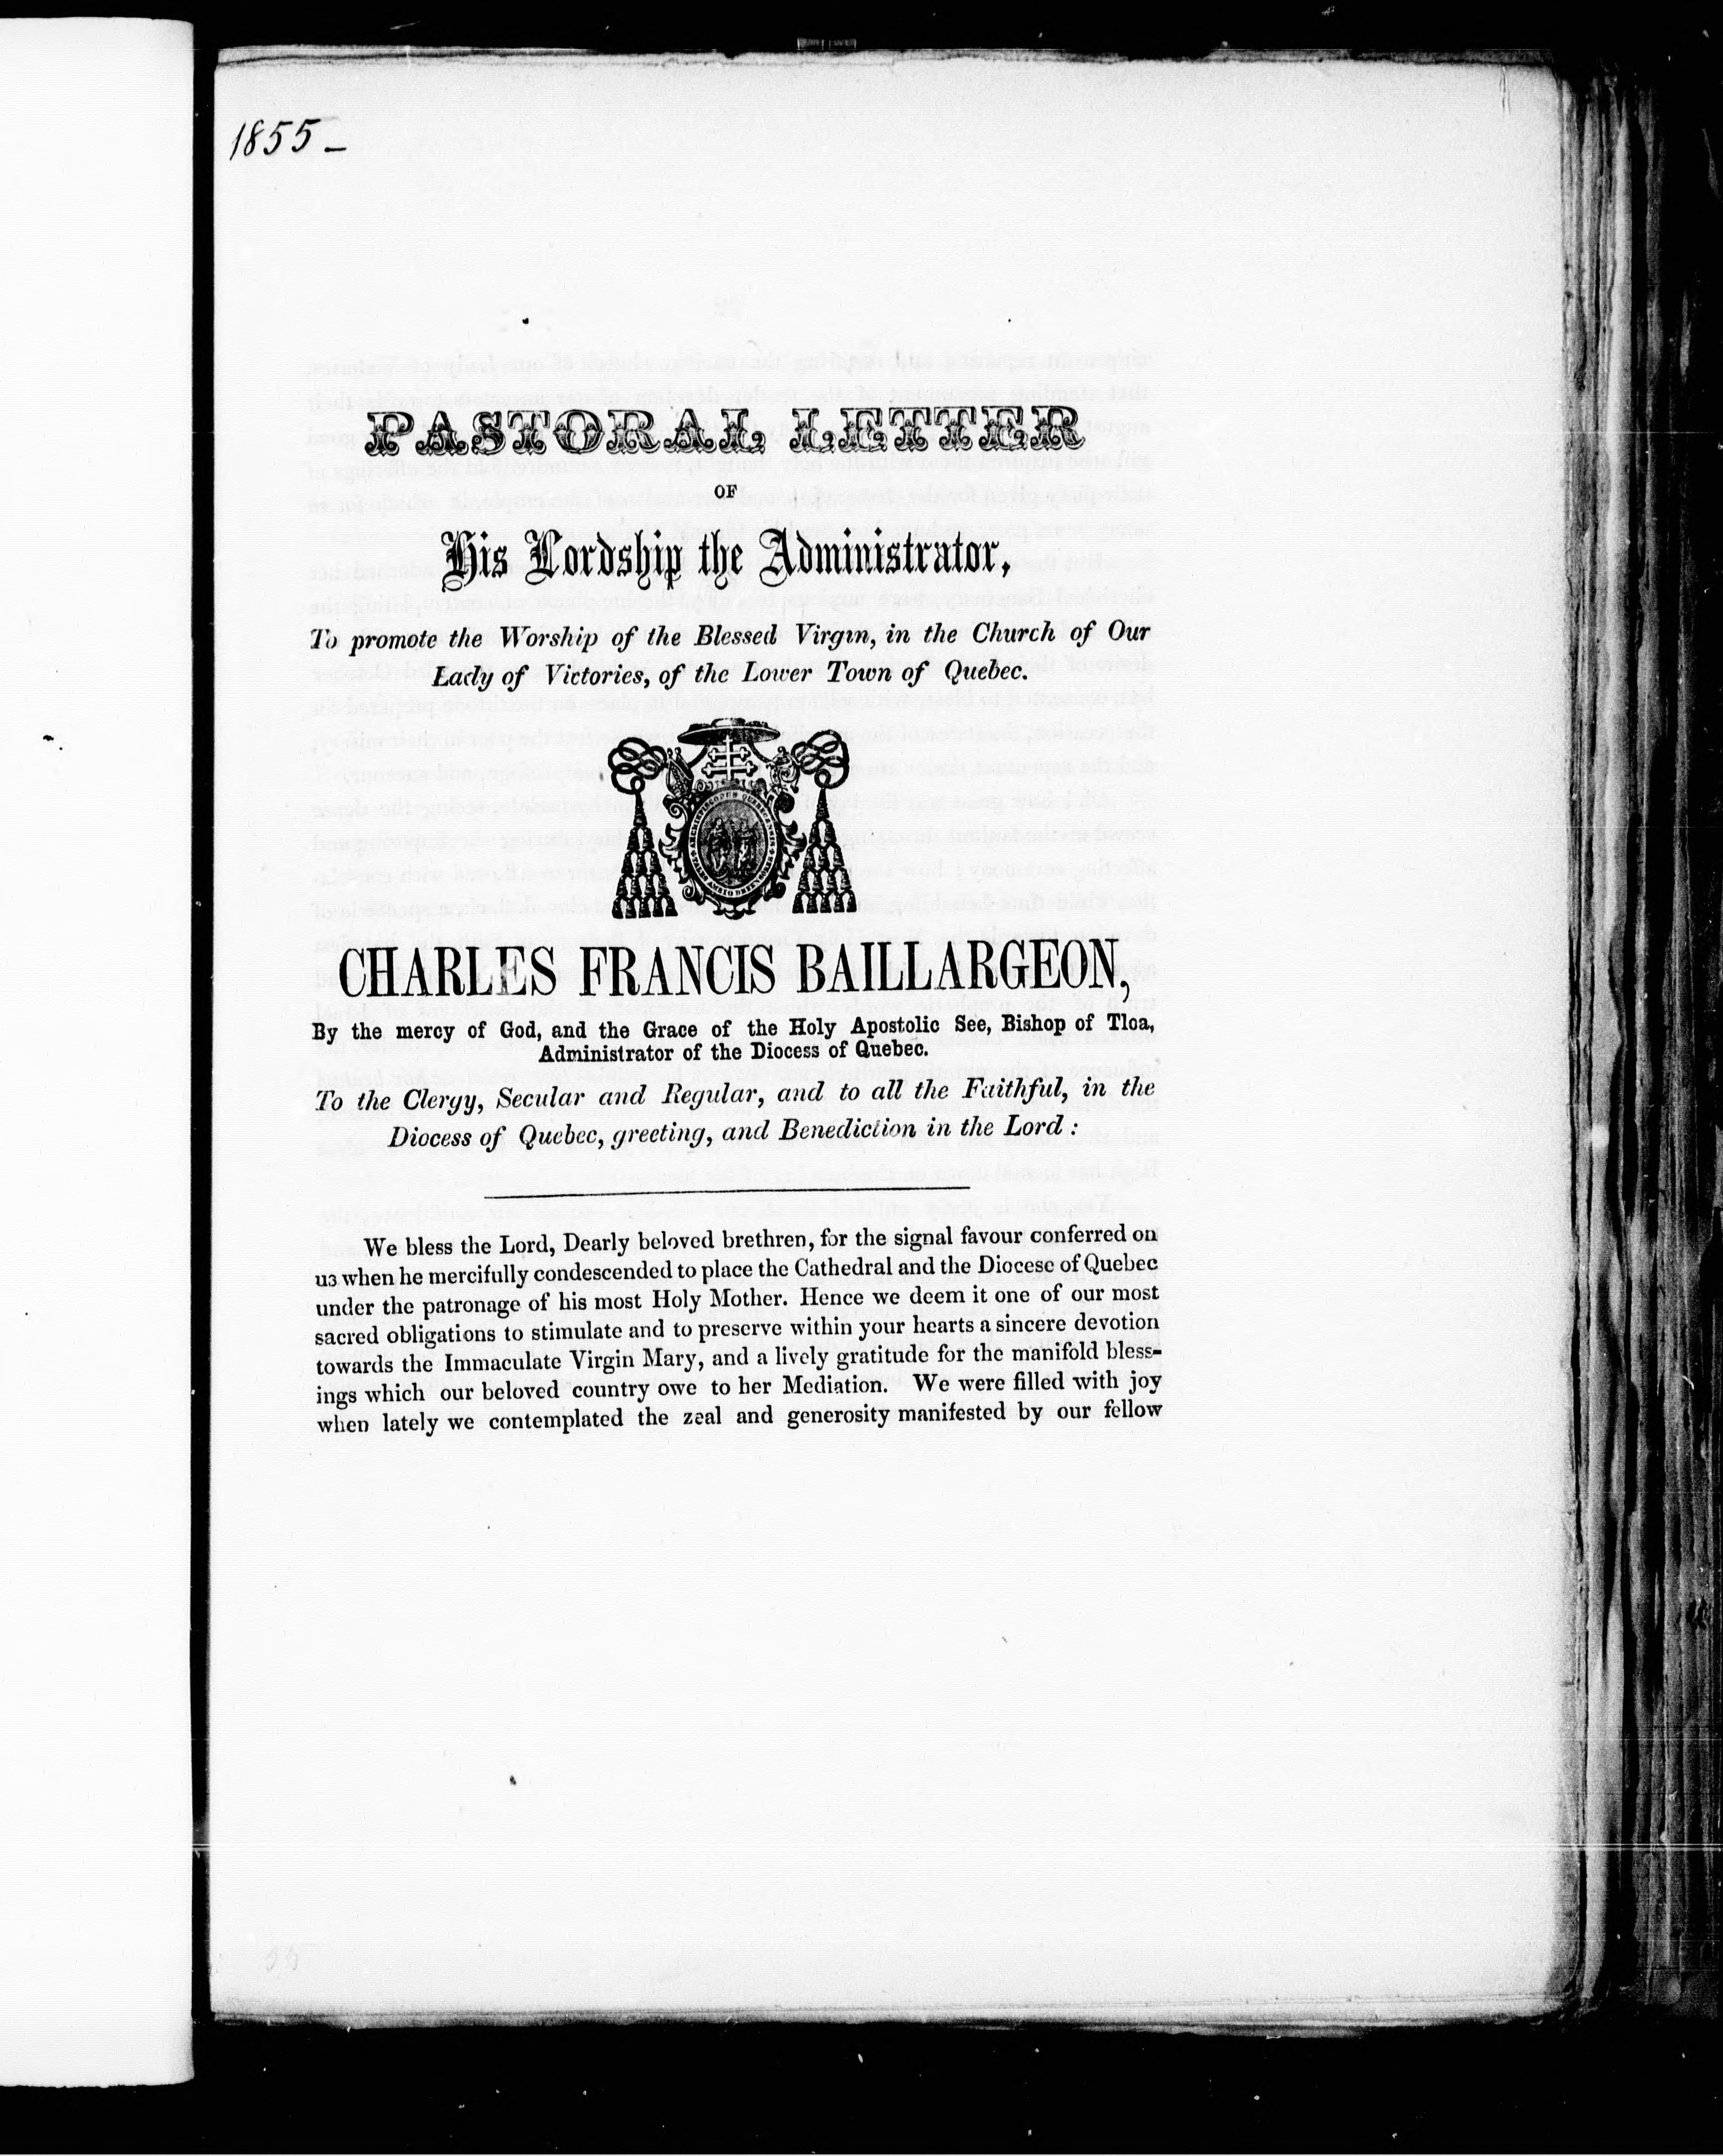 1855 –
PASTORAL LETTER
OF
His Lordship the Administrator,
To promote the Worship of the Blessed Virgin, in the Church of Our
Lady of Victories, of the Lower Town of Quebec.
CHARLES FRANCIS BAILLARGEON,
By the mercy of God, and the Grace of the Holy Apostolic See, Bishop of Tloa,
Administrator of the Diocess of Quebec.
To the Clergy, Secular and Regular, and to all the Faithful, in the
Diocess of Quebec, greeting, and Benediction in the Lord :
We bless the Lord, Dearly beloved brethren, for the signal favour conferred on
us when he mercifully condescended to place the Cathedral and the Diocese of Quebec
under the patronage of his most Holy Mother. Hence we deem it one of our most
sacred obligations to stimulate and to preserve within your hearts a sincere devotion
towards the Immaculate Virgin Mary, and a lively gratitude for the manifold bless-
ings which our beloved country owe to her Mediation. We were filled with joy
when lately we contemplated the zeal and generosity manifested by our fellow